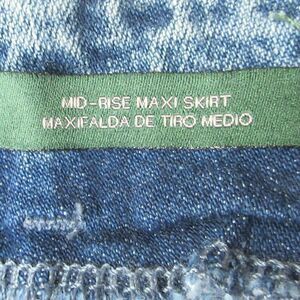 MID-RISE MAXI SKIRT
MAXIFALDA DE TIRO MEDIO